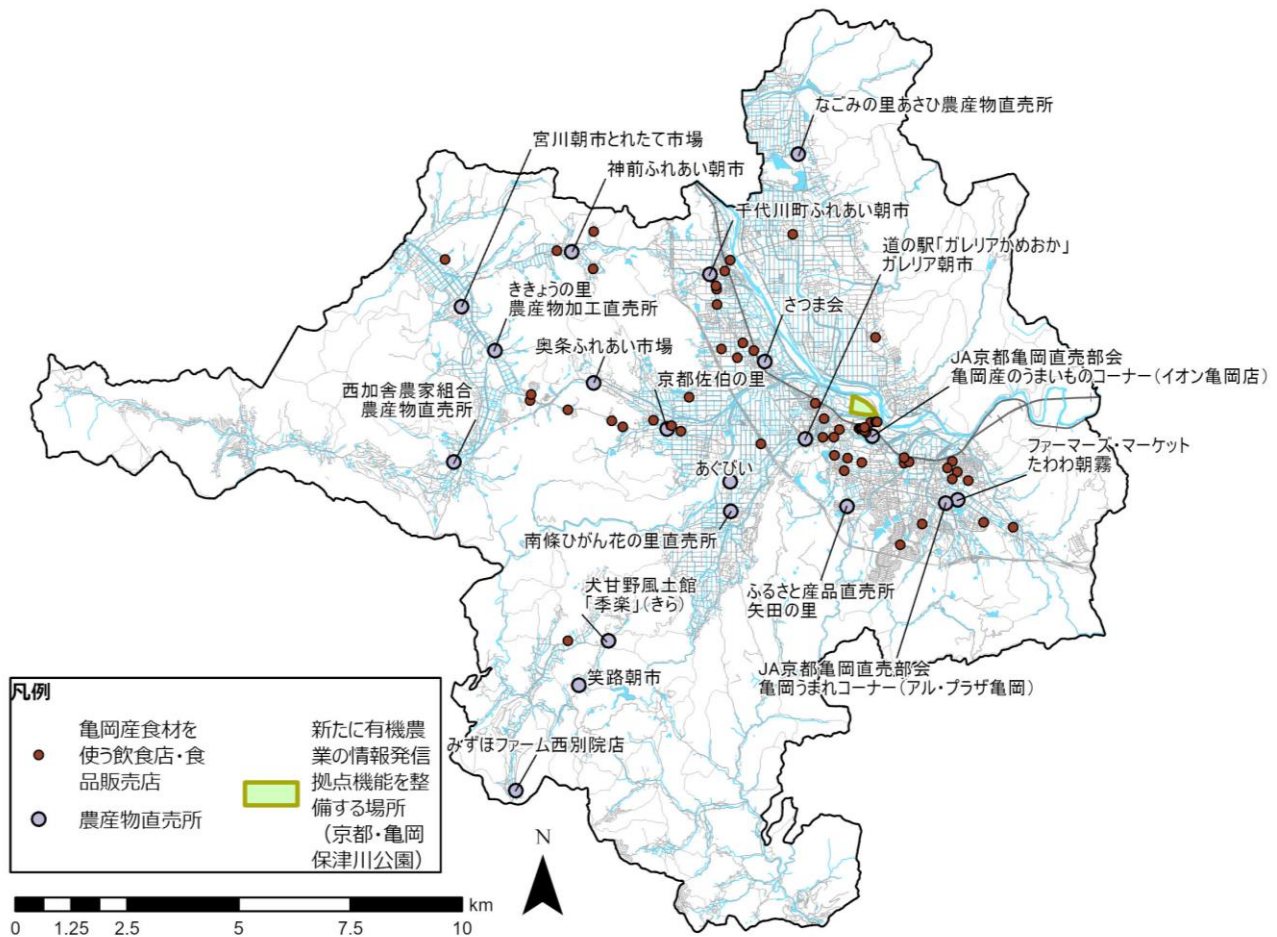 なごみの里あさひ農産物直売所
宮川朝市とれたて市場
神前ふれあい朝市
千代川町ふれあい朝市
道の駅「ガレリアかめおか」
ガレリア朝市
ききょうの里
農産物加工直売所
さつま会
奥条ふれあい市場
JA京都亀岡直売部会
亀岡産のうまいものコーナー(イオン亀岡店)
京都佐伯の里
西加舎農家組合
農産物直売所
ファーマーズ・マーケット
たわわ朝霧
あぐびい
南條ひがん花の里直売所
犬甘野風土館
「季楽」(きら)
ふるさと産品直売所
矢田の里
JA京都亀岡直売部会
亀岡うまれコーナー(アル・プラザ亀岡)
笑路朝市
みずほファーム西別院店
凡例
亀岡産食材を
使う飲食店・食
品販売店
農産物直売所
新たに有機農
業の情報発信
拠点機能を整
備する場所
(京都・亀岡
保津川公園)
N
km
0 1.25 2.5 5 7.5 10